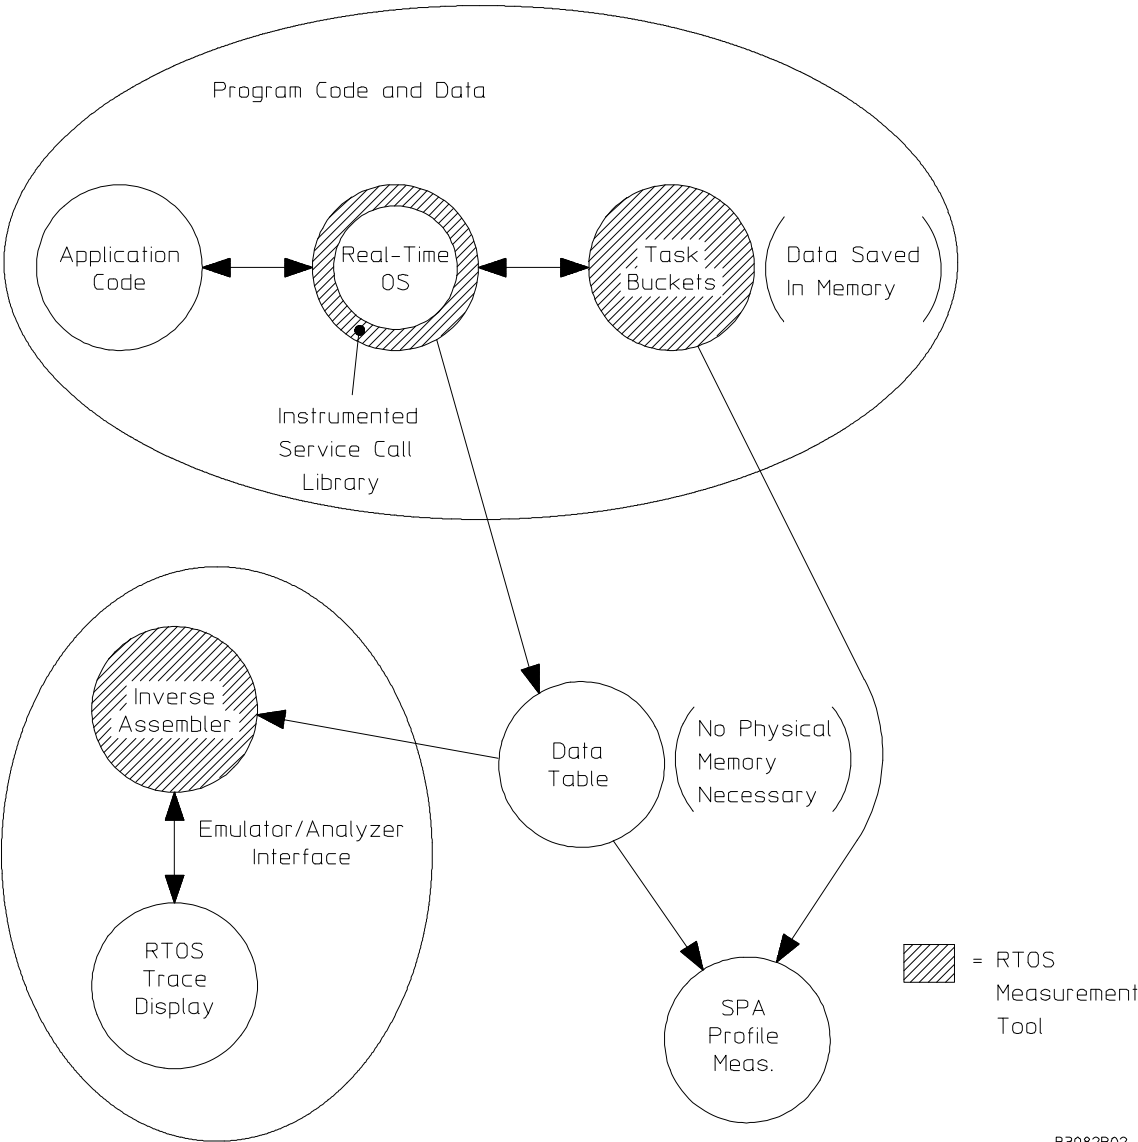 Program Code and Data
Application
Code
Real-Time
OS
Task
Buckets
Data Saved
In Memory
Instrumented
Service Call
Library
Inverse
Assembler
Data
Table
No Physical
Memory
Necessary
Emulator/Analyzer
Interface
RTOS
Trace
Display
SPA
Profile
Meas.
= RTOS
Measurement
Tool